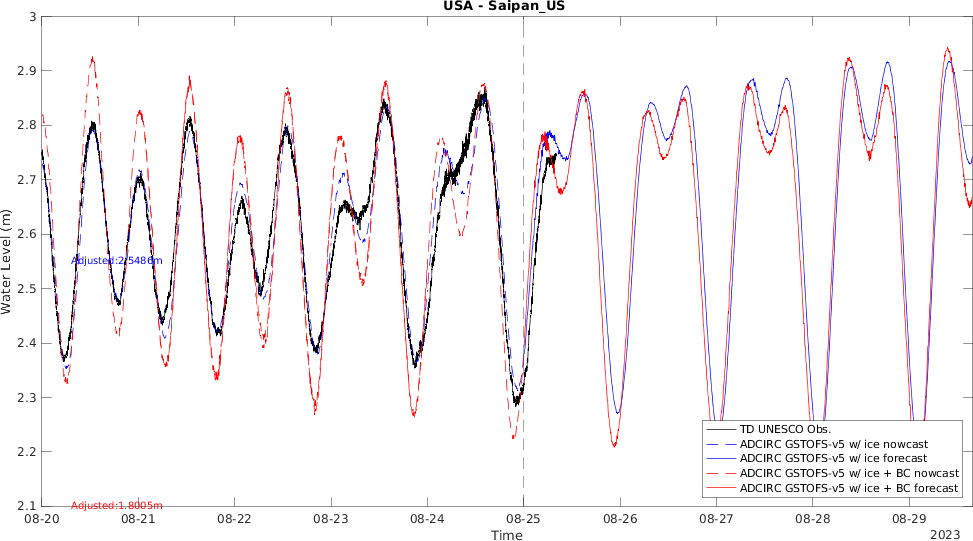 USA - Saipan_US
3
2.9
2.8
2.7
2.6
2.5
2.4
2.3
2.2
2.1
Water Level (m)
Adjusted:2.5486m
Adjusted:1.8005m
TD UNESCO Obs.
ADCIRC GSTOFS-v5 w/ ice nowcast
ADCIRC GSTOFS-v5 w/ ice forecast
ADCIRC GSTOFS-v5 w/ ice + BC nowcast
ADCIRC GSTOFS-v5 w/ ice + BC forecast
08-20 08-21 08-22 08-23 08-24 08-25 08-26 08-27 08-28 08-29
Time
2023